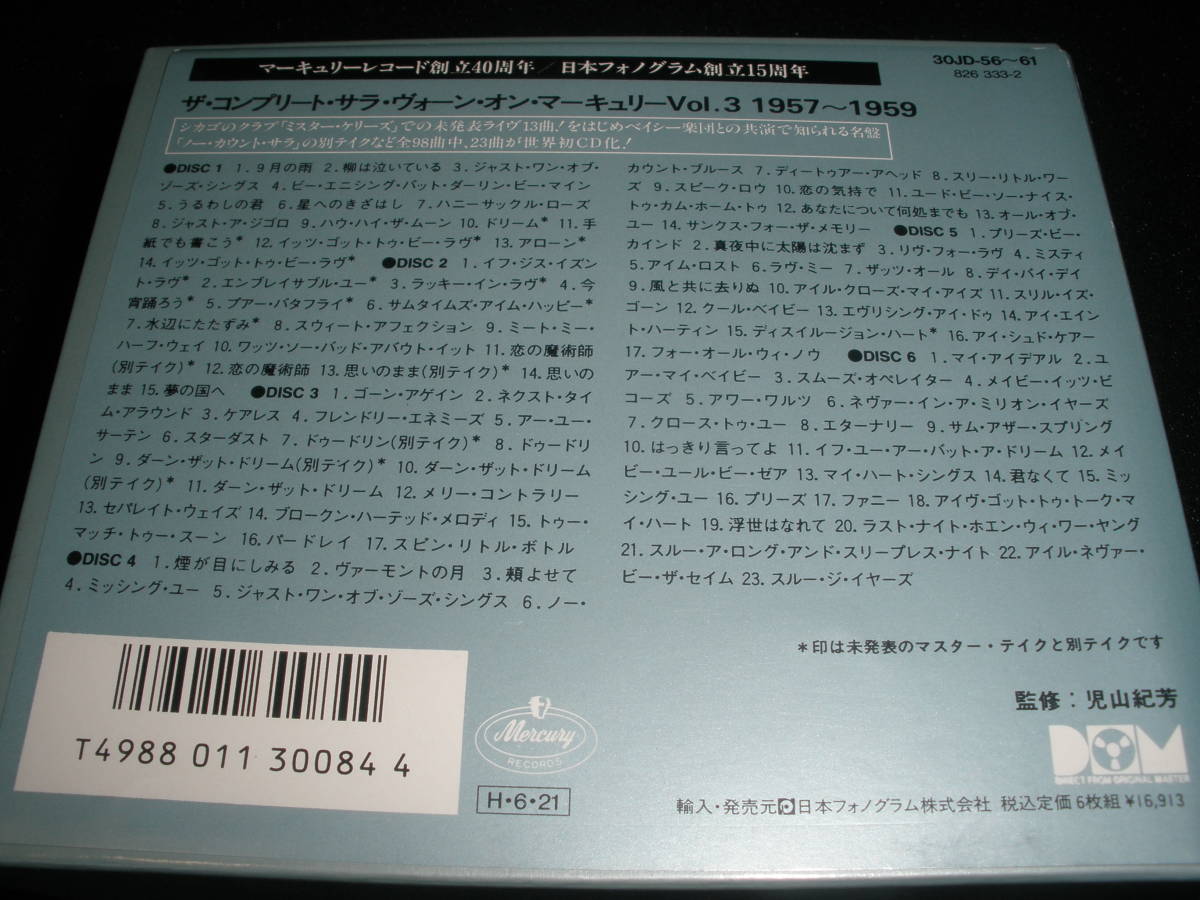 マーキュリーレコード創立40周年／日本フォノグラム創立15周年
30JD-56〜61
826 333-2
ザ・コンプリート・サラ・ヴォーン・オン・マーキュリーVol.3 1957〜1959
シカゴのクラブ「ミスター・ケリーズ」での未発表ライヴ13曲！をはじめベイシー楽団との共演で知られる名盤
「ノー・カウント・サラ」の別テイクなど全98曲中、23曲が世界初CD化！
●DISC 1 1. 9月の雨 2. 柳は泣いている 3. ジャスト・ワン・オブ・
ゾーズ・シングス 4. ビー・エニシング・バット・ダーリン・ビー・マイン
5. うるわしの君 6. 星へのきざはし 7. ハニーサックル・ローズ
8. ジャスト・ア・ジゴロ 9. ハウ・ハイ・ザ・ムーン 10. ドリーム* 11. 手
紙でも書こう* 12. イッツ・ゴット・トゥ・ビー・ラヴ* 13. アローン*
14. イッツ・ゴット・トゥ・ビー・ラヴ* ●DISC 2 1. イフ・ジス・イズン
ト・ラヴ* 2. エンブレイサブル・ユー* 3. ラッキー・イン・ラヴ* 4. 今
宵踊ろう* 5. プアー・バタフライ* 6. サムタイムズ・アイム・ハッピー*
7. 水辺にたたずみ* 8. スウィート・アフェクション 9. ミート・ミー・
ハーフ・ウェイ 10. ワッツ・ソー・バッド・アバウト・イット 11. 恋の魔術師
(別テイク)* 12. 恋の魔術師 13. 思いのまま(別テイク)* 14. 思いの
まま 15. 夢の国へ ●DISC 3 1. ゴーン・アゲイン 2. ネクスト・タイ
ム・アラウンド 3. ケアレス 4. フレンドリー・エネミーズ 5. アー・ユー・
サーテン 6. スターダスト 7. ドゥードリン(別テイク)* 8. ドゥードリ
ン 9. ダーン・ザット・ドリーム(別テイク)* 10. ダーン・ザット・ドリーム
(別テイク)* 11. ダーン・ザット・ドリーム 12. メリー・コントラリー
13. セパレイト・ウェイズ 14. ブロークン・ハーテッド・メロディ 15. トゥー・
マッチ・トゥー・スーン 16. バードレイ 17. スピン・リトル・ボトル
●DISC 4 1. 煙が目にしみる 2. ヴァーモントの月 3. 頬よせて
4. ミッシング・ユー 5. ジャスト・ワン・オブ・ゾーズ・シングス 6. ノー・
カウント・ブルース 7. ディートゥアー・アヘッド 8. スリー・リトル・ワー
ズ 9. スピーク・ロウ 10. 恋の気持で 11. ユード・ビー・ソー・ナイス・
トゥ・カム・ホーム・トゥ 12. あなたについて何処までも 13. オール・オブ・
ユー 14. サンクス・フォー・ザ・メモリー ●DISC 5 1. プリーズ・ビー・
カインド 2. 真夜中に太陽は沈まず 3. リヴ・フォー・ラヴ 4. ミスティ
5. アイム・ロスト 6. ラヴ・ミー 7. ザッツ・オール 8. デイ・バイ・デイ
9. 風と共に去りぬ 10. アイル・クローズ・マイ・アイズ 11. スリル・イズ・
ゴーン 12. クール・ベイビー 13. エヴリシング・アイ・ドゥ 14. アイ・エイン
ト・ハーティン 15. ディスイルージョン・ハート* 16. アイ・シュド・ケアー
17. フォー・オール・ウィ・ノウ ●DISC 6 1. マイ・アイデアル 2. ユ
アー・マイ・ベイビー 3. スムーズ・オペレイター 4. メイビー・イッツ・ビ
コーズ 5. アワー・ワルツ 6. ネヴァー・イン・ア・ミリオン・イヤーズ
7. クロース・トゥ・ユー 8. エターナリー 9. サム・アザー・スプリング
10. はっきり言ってよ 11. イフ・ユー・アー・バット・ア・ドリーム 12. メイ
ビー・ユール・ビー・ゼア 13. マイ・ハート・シングス 14. 君なくて 15. ミッ
シング・ユー 16. プリーズ 17. ファニー 18. アイヴ・ゴット・トゥ・トーク・マ
イ・ハート 19. 浮世はなれて 20. ラスト・ナイト・ホエン・ウィ・ワー・ヤング
21. スルー・ア・ロング・アンド・スリープレス・ナイト 22. アイル・ネヴァー・
ビー・ザ・セイム 23. スルー・ジ・イヤーズ
*印は未発表のマスター・テイクと別テイクです
監修：児山紀芳
DOM
DIRECT FROM ORIGINAL MASTER
T4988 011 30084 4
Mercury
RECORDS
H・6・21
輸入・発売元 日本フォノグラム株式会社 税込定価 6枚組 ¥16,913